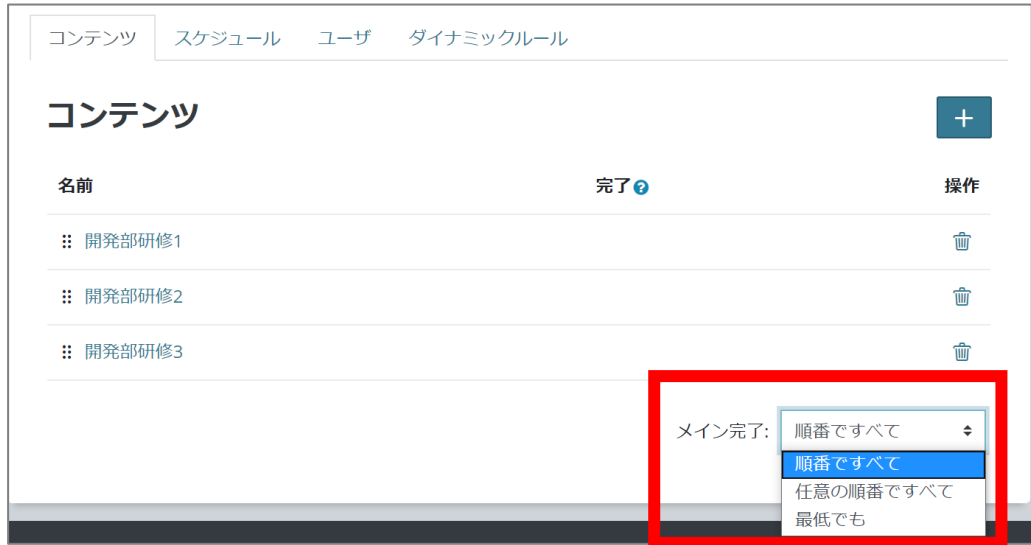 コンテンツ スケジュール ユーザ ダイナミックルール
コンテンツ
名前 完了 操作
開発部研修1
開発部研修2
開発部研修3
メイン完了: 順番ですべて
順番ですべて
任意の順番ですべて
最低でも